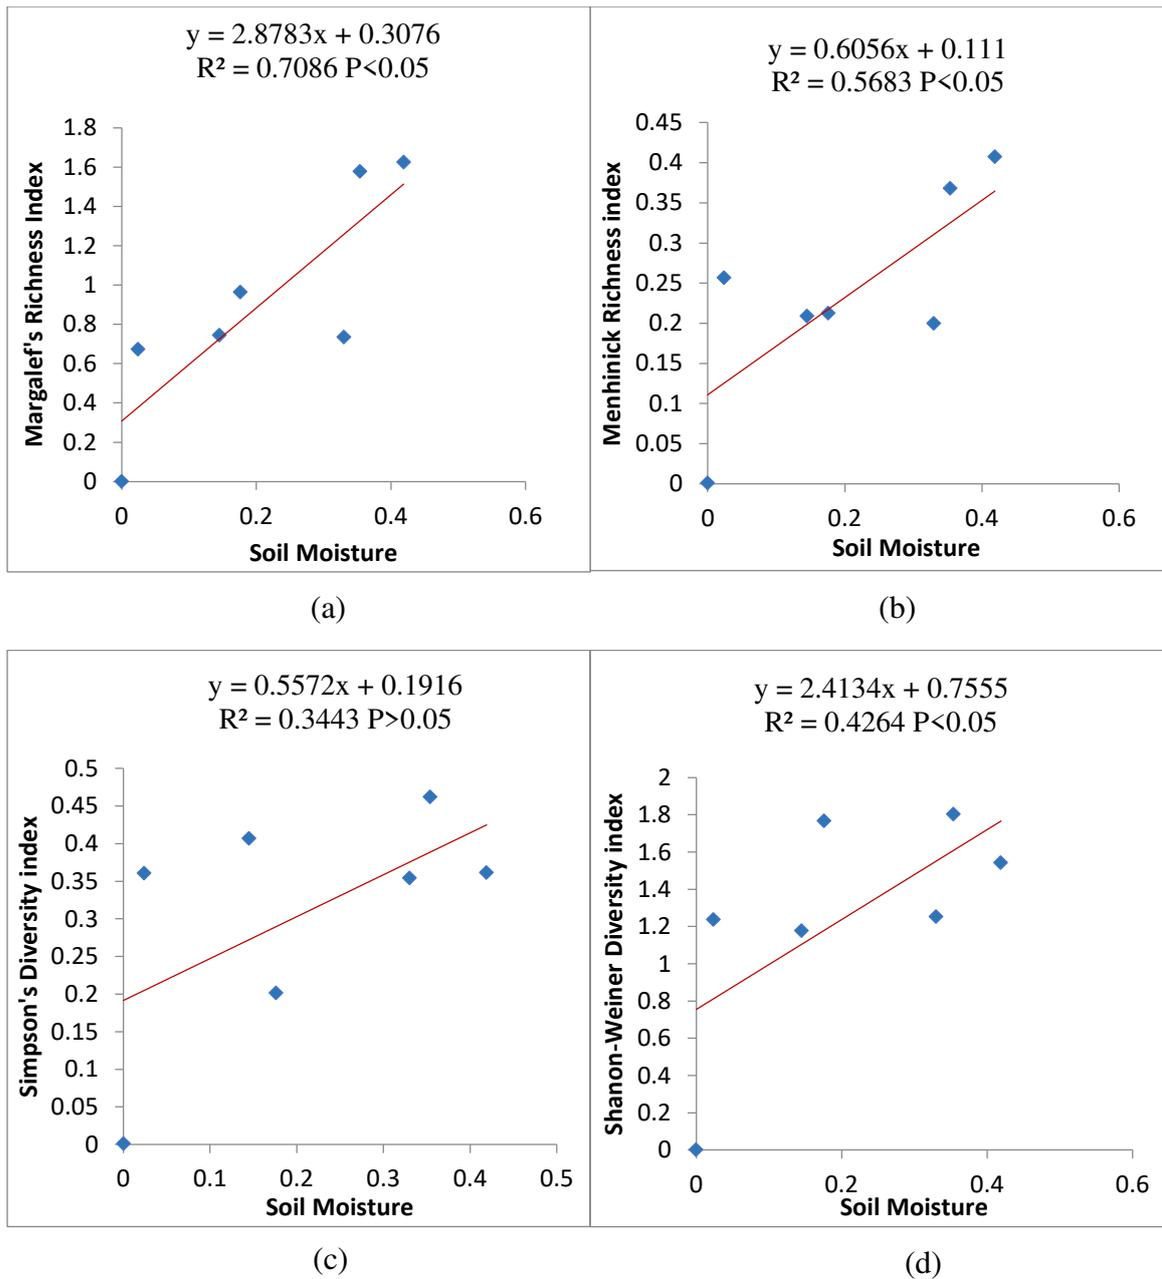 y = 2.8783x + 0.3076
R² = 0.7086 P<0.05
1.8
1.6
1.4
1.2
1
0.8
0.6
0.4
0.2
0
Margalef's Richness Index
0 0.2 0.4 0.6
Soil Moisture
(a)
y = 0.6056x + 0.111
R² = 0.5683 P<0.05
0.45
0.4
0.35
0.3
0.25
0.2
0.15
0.1
0.05
0
Menhinick Richness index
0 0.2 0.4 0.6
Soil Moisture
(b)
y = 0.5572x + 0.1916
R² = 0.3443 P>0.05
0.5
0.45
0.4
0.35
0.3
0.25
0.2
0.15
0.1
0.05
0
Simpson's Diversity index
0 0.1 0.2 0.3 0.4 0.5
Soil Moisture
(c)
y = 2.4134x + 0.7555
R² = 0.4264 P<0.05
2
1.8
1.6
1.4
1.2
1
0.8
0.6
0.4
0.2
0
Shanon-Weiner Diversity index
0 0.2 0.4 0.6
Soil Moisture
(d)